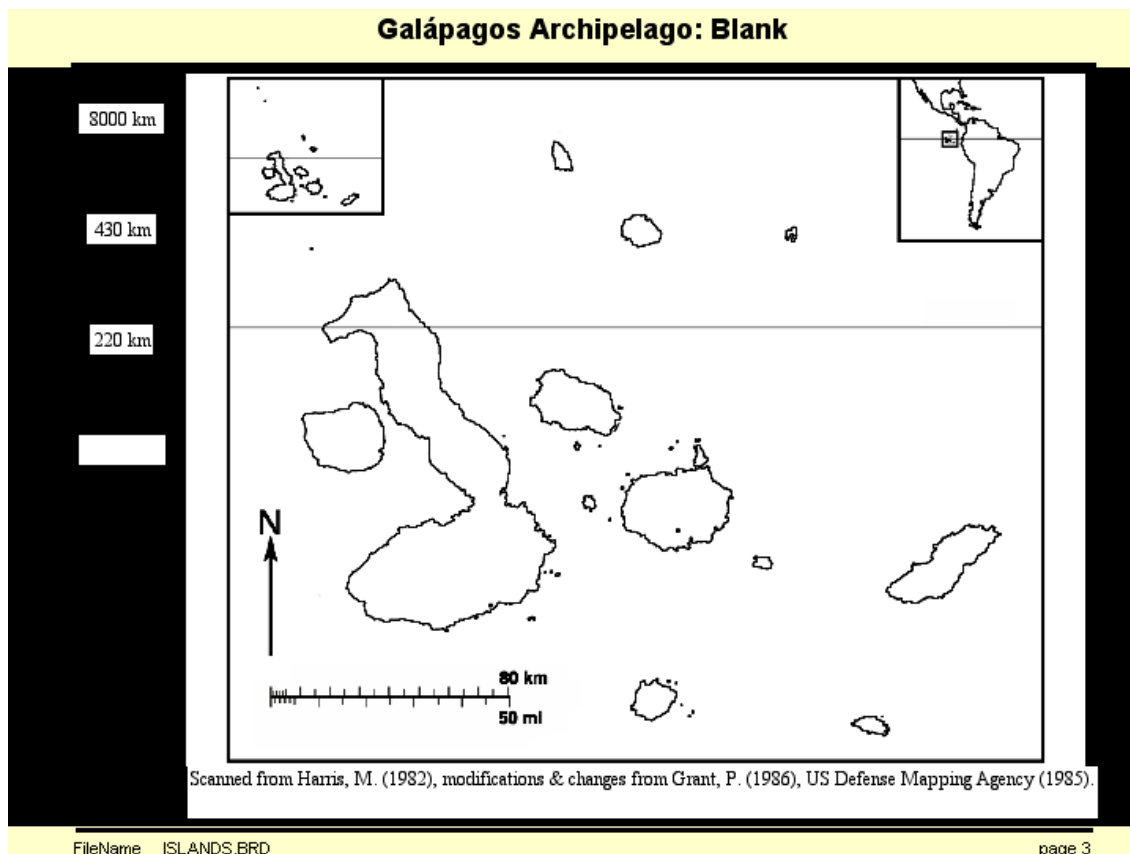 Galápagos Archipelago: Blank
8000 km
430 km
220 km
N
80 km
50 mi
Scanned from Harris, M. (1982), modifications & changes from Grant, P. (1986), US Defense Mapping Agency (1985).
FileName ISLANDS.BRD
page 3